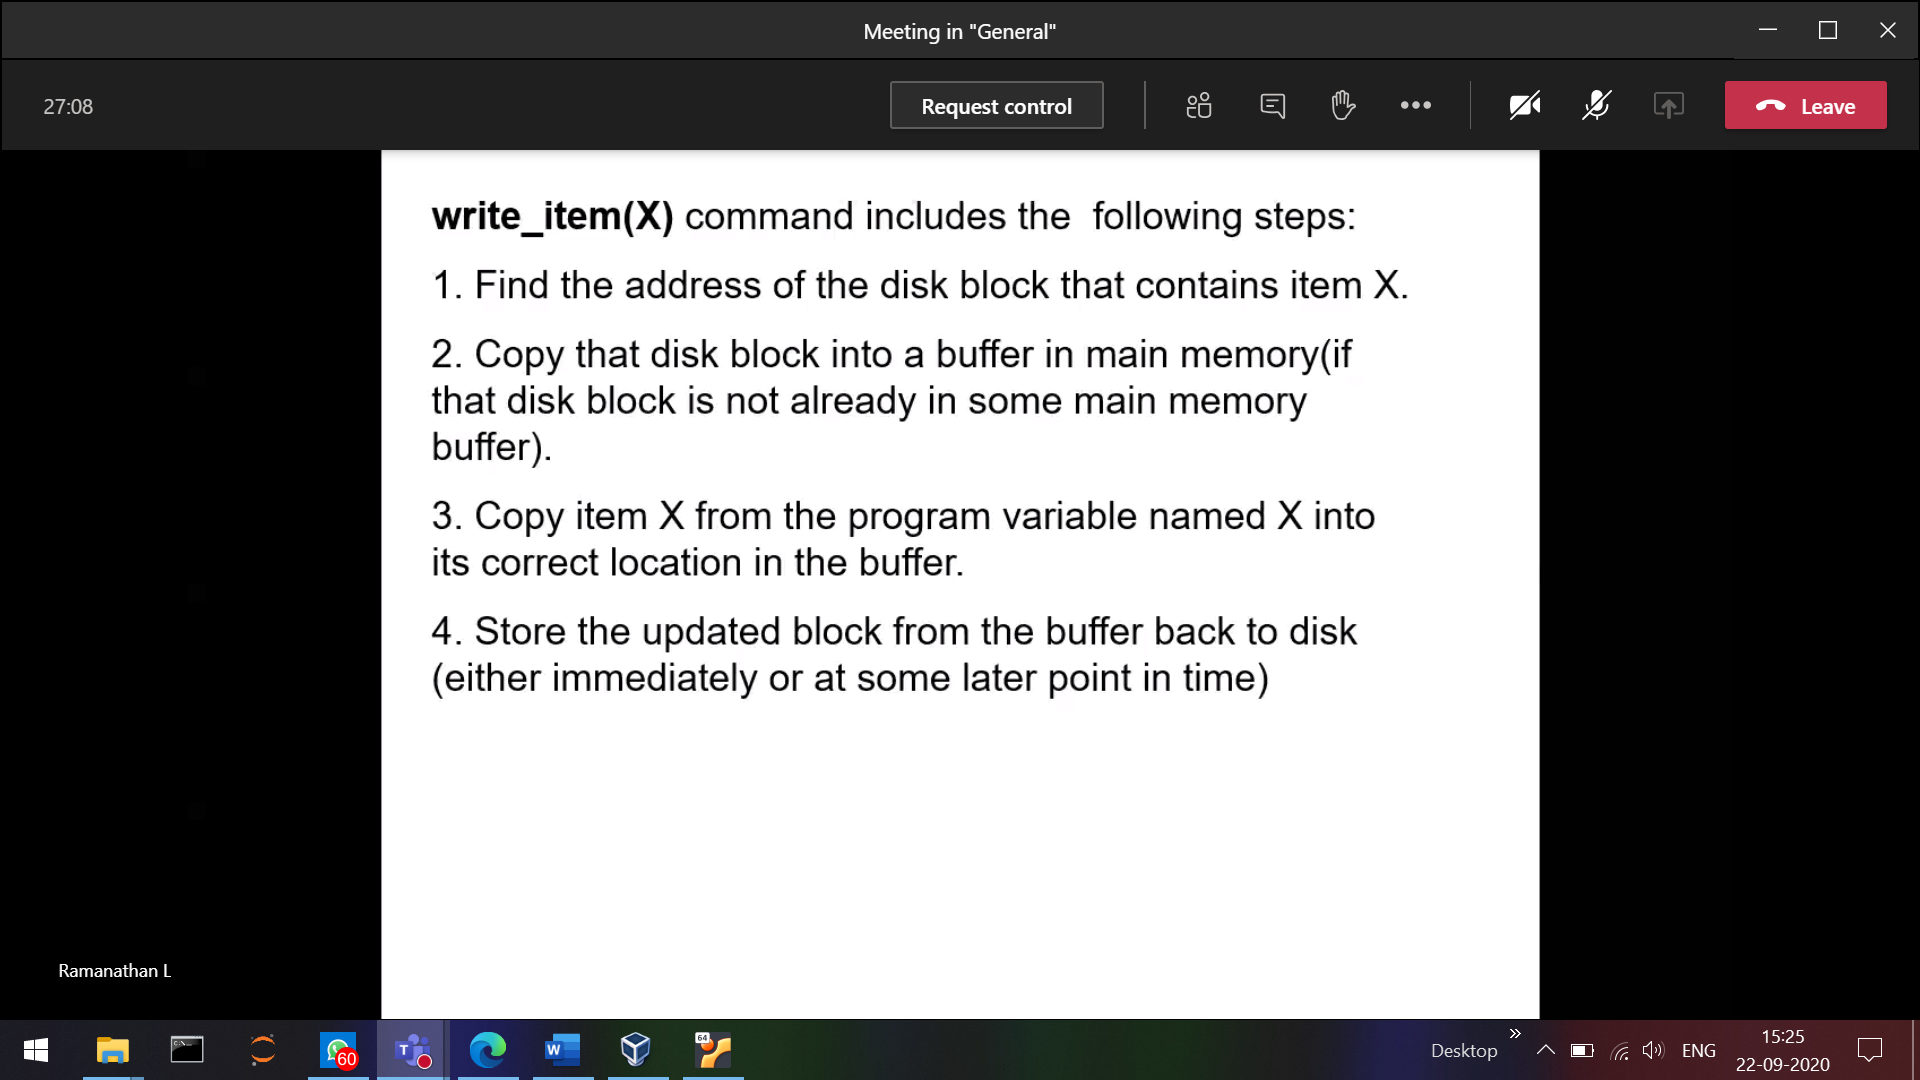 Meeting in "General"
27:08
Request control
Leave
write_item(X) command includes the following steps:
1. Find the address of the disk block that contains item X.
2. Copy that disk block into a buffer in main memory(if
that disk block is not already in some main memory
buffer).
3. Copy item X from the program variable named X into
its correct location in the buffer.
4. Store the updated block from the buffer back to disk
(either immediately or at some later point in time)
Ramanathan L
C:\_
60
T
W
64
Desktop
ENG
15:25
22-09-2020